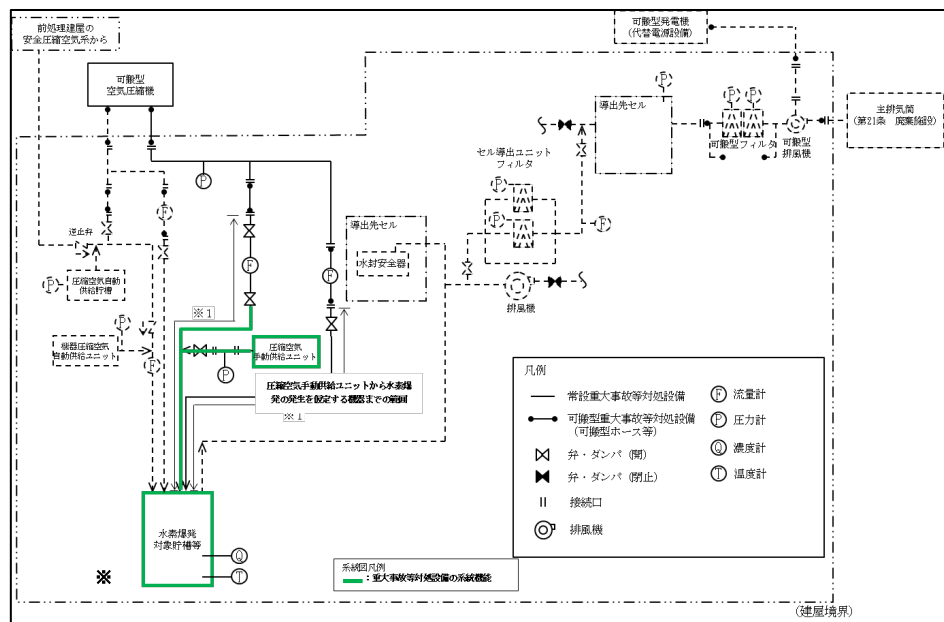 前処理建屋の
安全圧縮空気系から
可搬型
空気圧縮機
可搬型発電機
(代替電源設備)
主排気筒
(第21条 廃棄施設)
導出先セル
P
P
P
可搬型フィルタ
可搬型
排風機
セル導出ユニット
フィルタ
P
P
F
排風機
導出先セル
水封安全器
P
F
F
F
逆止弁
P
圧縮空気自動
供給貯槽
P
機器圧縮空気
自動供給ユニット
F
※1
圧縮空気
手動供給ユニット
P
圧縮空気手動供給ユニットから水素爆
発の発生を仮定する機器までの範囲
※1
水素爆発
対象貯槽等
Q
T
※
凡例
常設重大事故等対処設備
可搬型重大事故等対処設備
(可搬型ホース等)
弁・ダンパ (開)
弁・ダンパ (閉止)
接続口
排風機
F 流量計
P 圧力計
Q 濃度計
T 温度計
系統図凡例
:重大事故等対処設備の系統機能
(建屋境界)